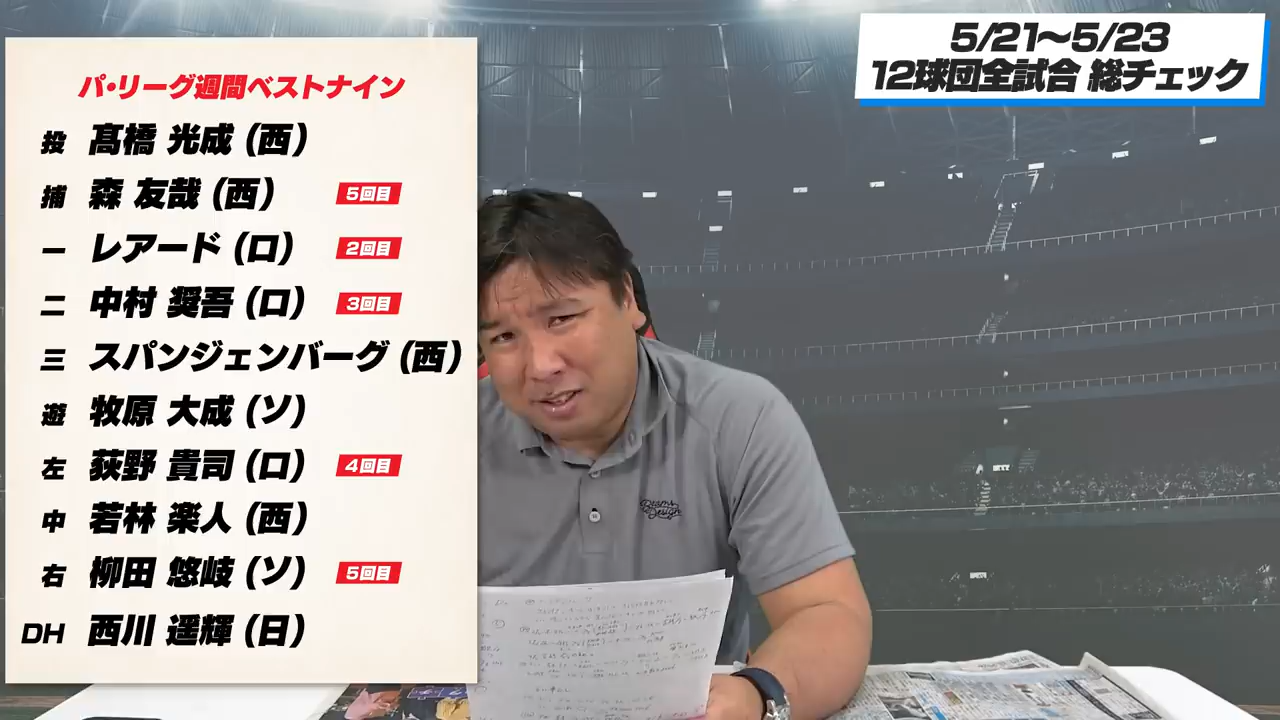 5/21〜5/23
12球団全試合 総チェック
パ・リーグ週間ベストナイン
投 髙橋 光成 (西)
捕 森 友哉 (西) 5回目
一 レアード (ロ) 2回目
二 中村 奨吾 (ロ) 3回目
三 スパンジェンバーグ (西)
遊 牧原 大成 (ソ)
左 荻野 貴司 (ロ) 4回目
中 若林 楽人 (西)
右 柳田 悠岐 (ソ) 5回目
DH 西川 遥輝 (日)
Beams
Design